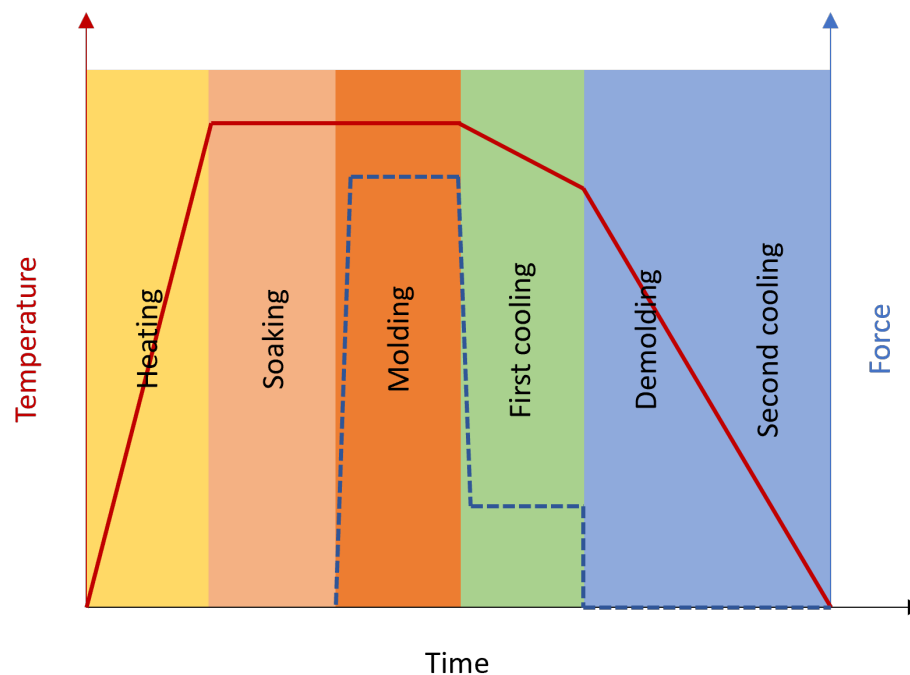 Temperature
Heating
Soaking
Molding
First cooling
Demolding
Second cooling
Force
Time